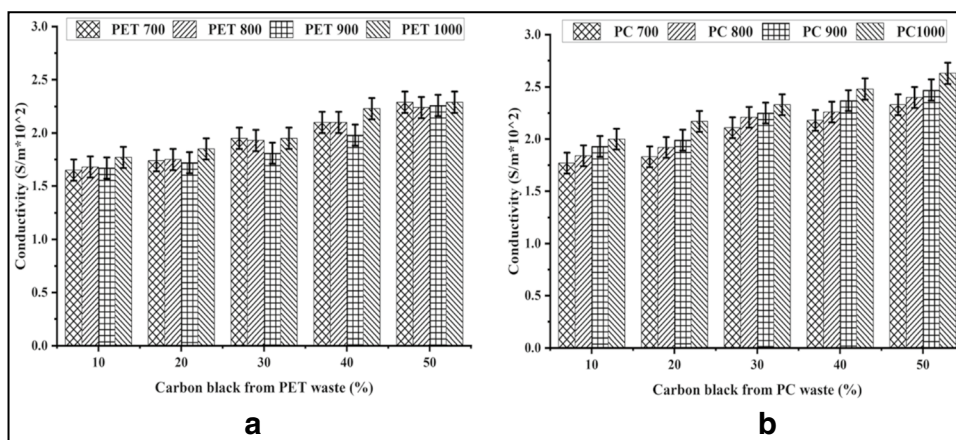 PET 700 PET 800 PET 900 PET 1000
3.0
2.5
2.0
1.5
1.0
0.5
0.0
Conductivity (S/m*10^2)
10 20 30 40 50
Carbon black from PET waste (%)
a
PC 700 PC 800 PC 900 PC1000
3.0
2.5
2.0
1.5
1.0
0.5
0.0
Conductivity (S/m*10^2)
10 20 30 40 50
Carbon black from PC waste (%)
b